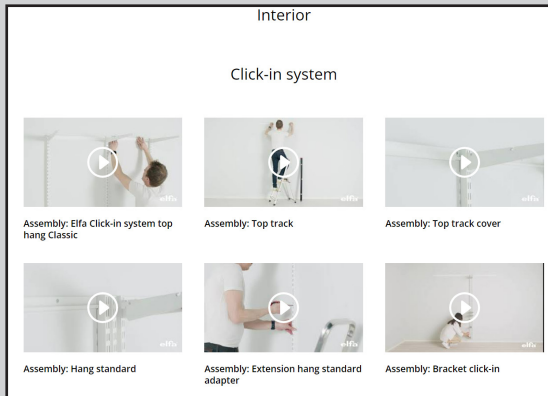 Interior
Click-in system
elfa
elfa
elfa
Assembly: Elfa Click-in system top
hang Classic
Assembly: Top track
Assembly: Top track cover
elfa
elfa
elfa
Assembly: Hang standard
Assembly: Extension hang standard
adapter
Assembly: Bracket click-in